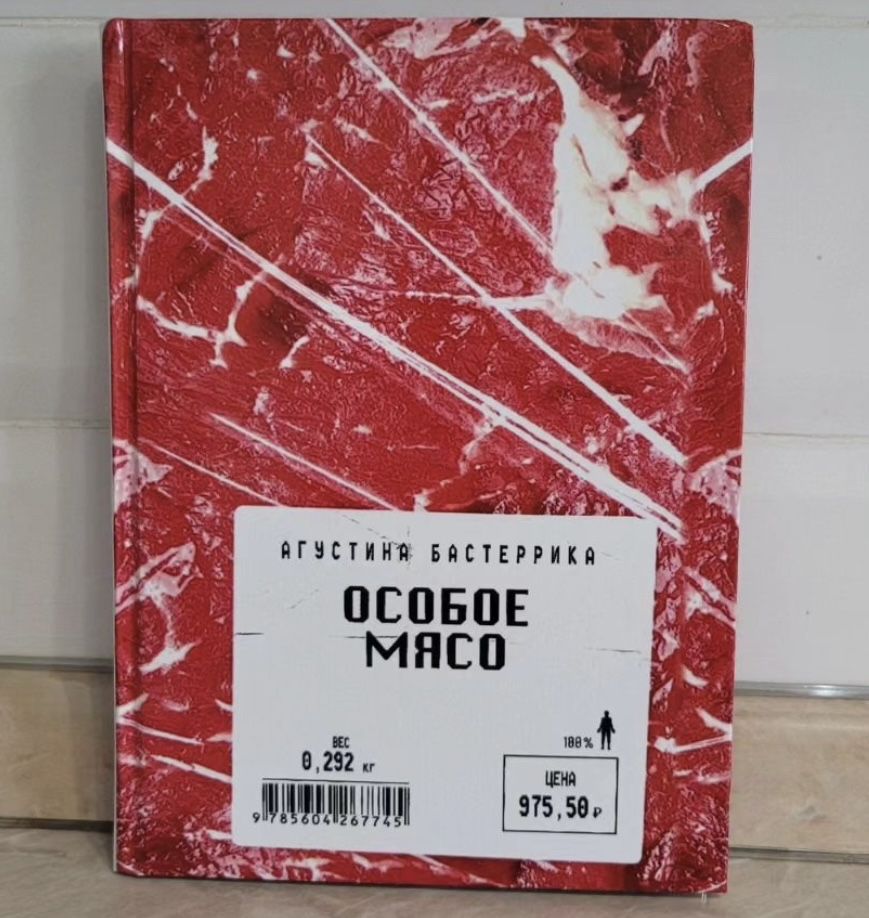 АГУСТИНА БАСТЕРРИКА
ОСОБОЕ
МЯСО
ВЕС
0,292 кг
100%
ЦЕНА
975,50₽
9 785604 267745